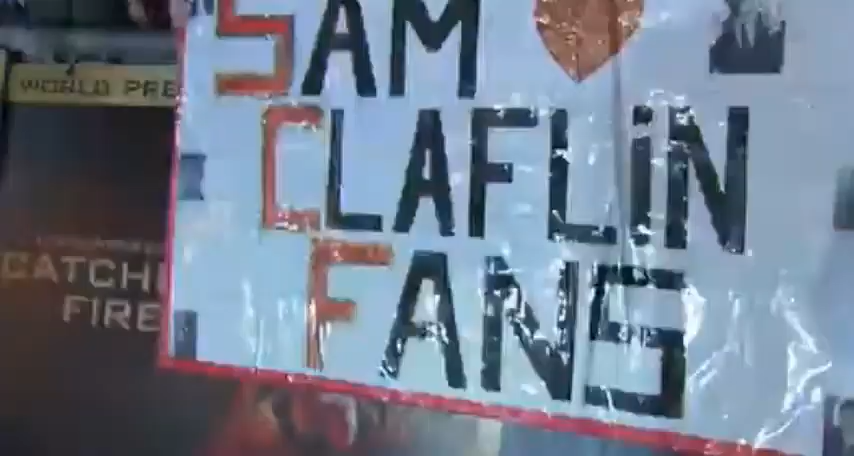 SAM
CLAFLiN
FANS
WORLD PRE
CATCHI
FIRE